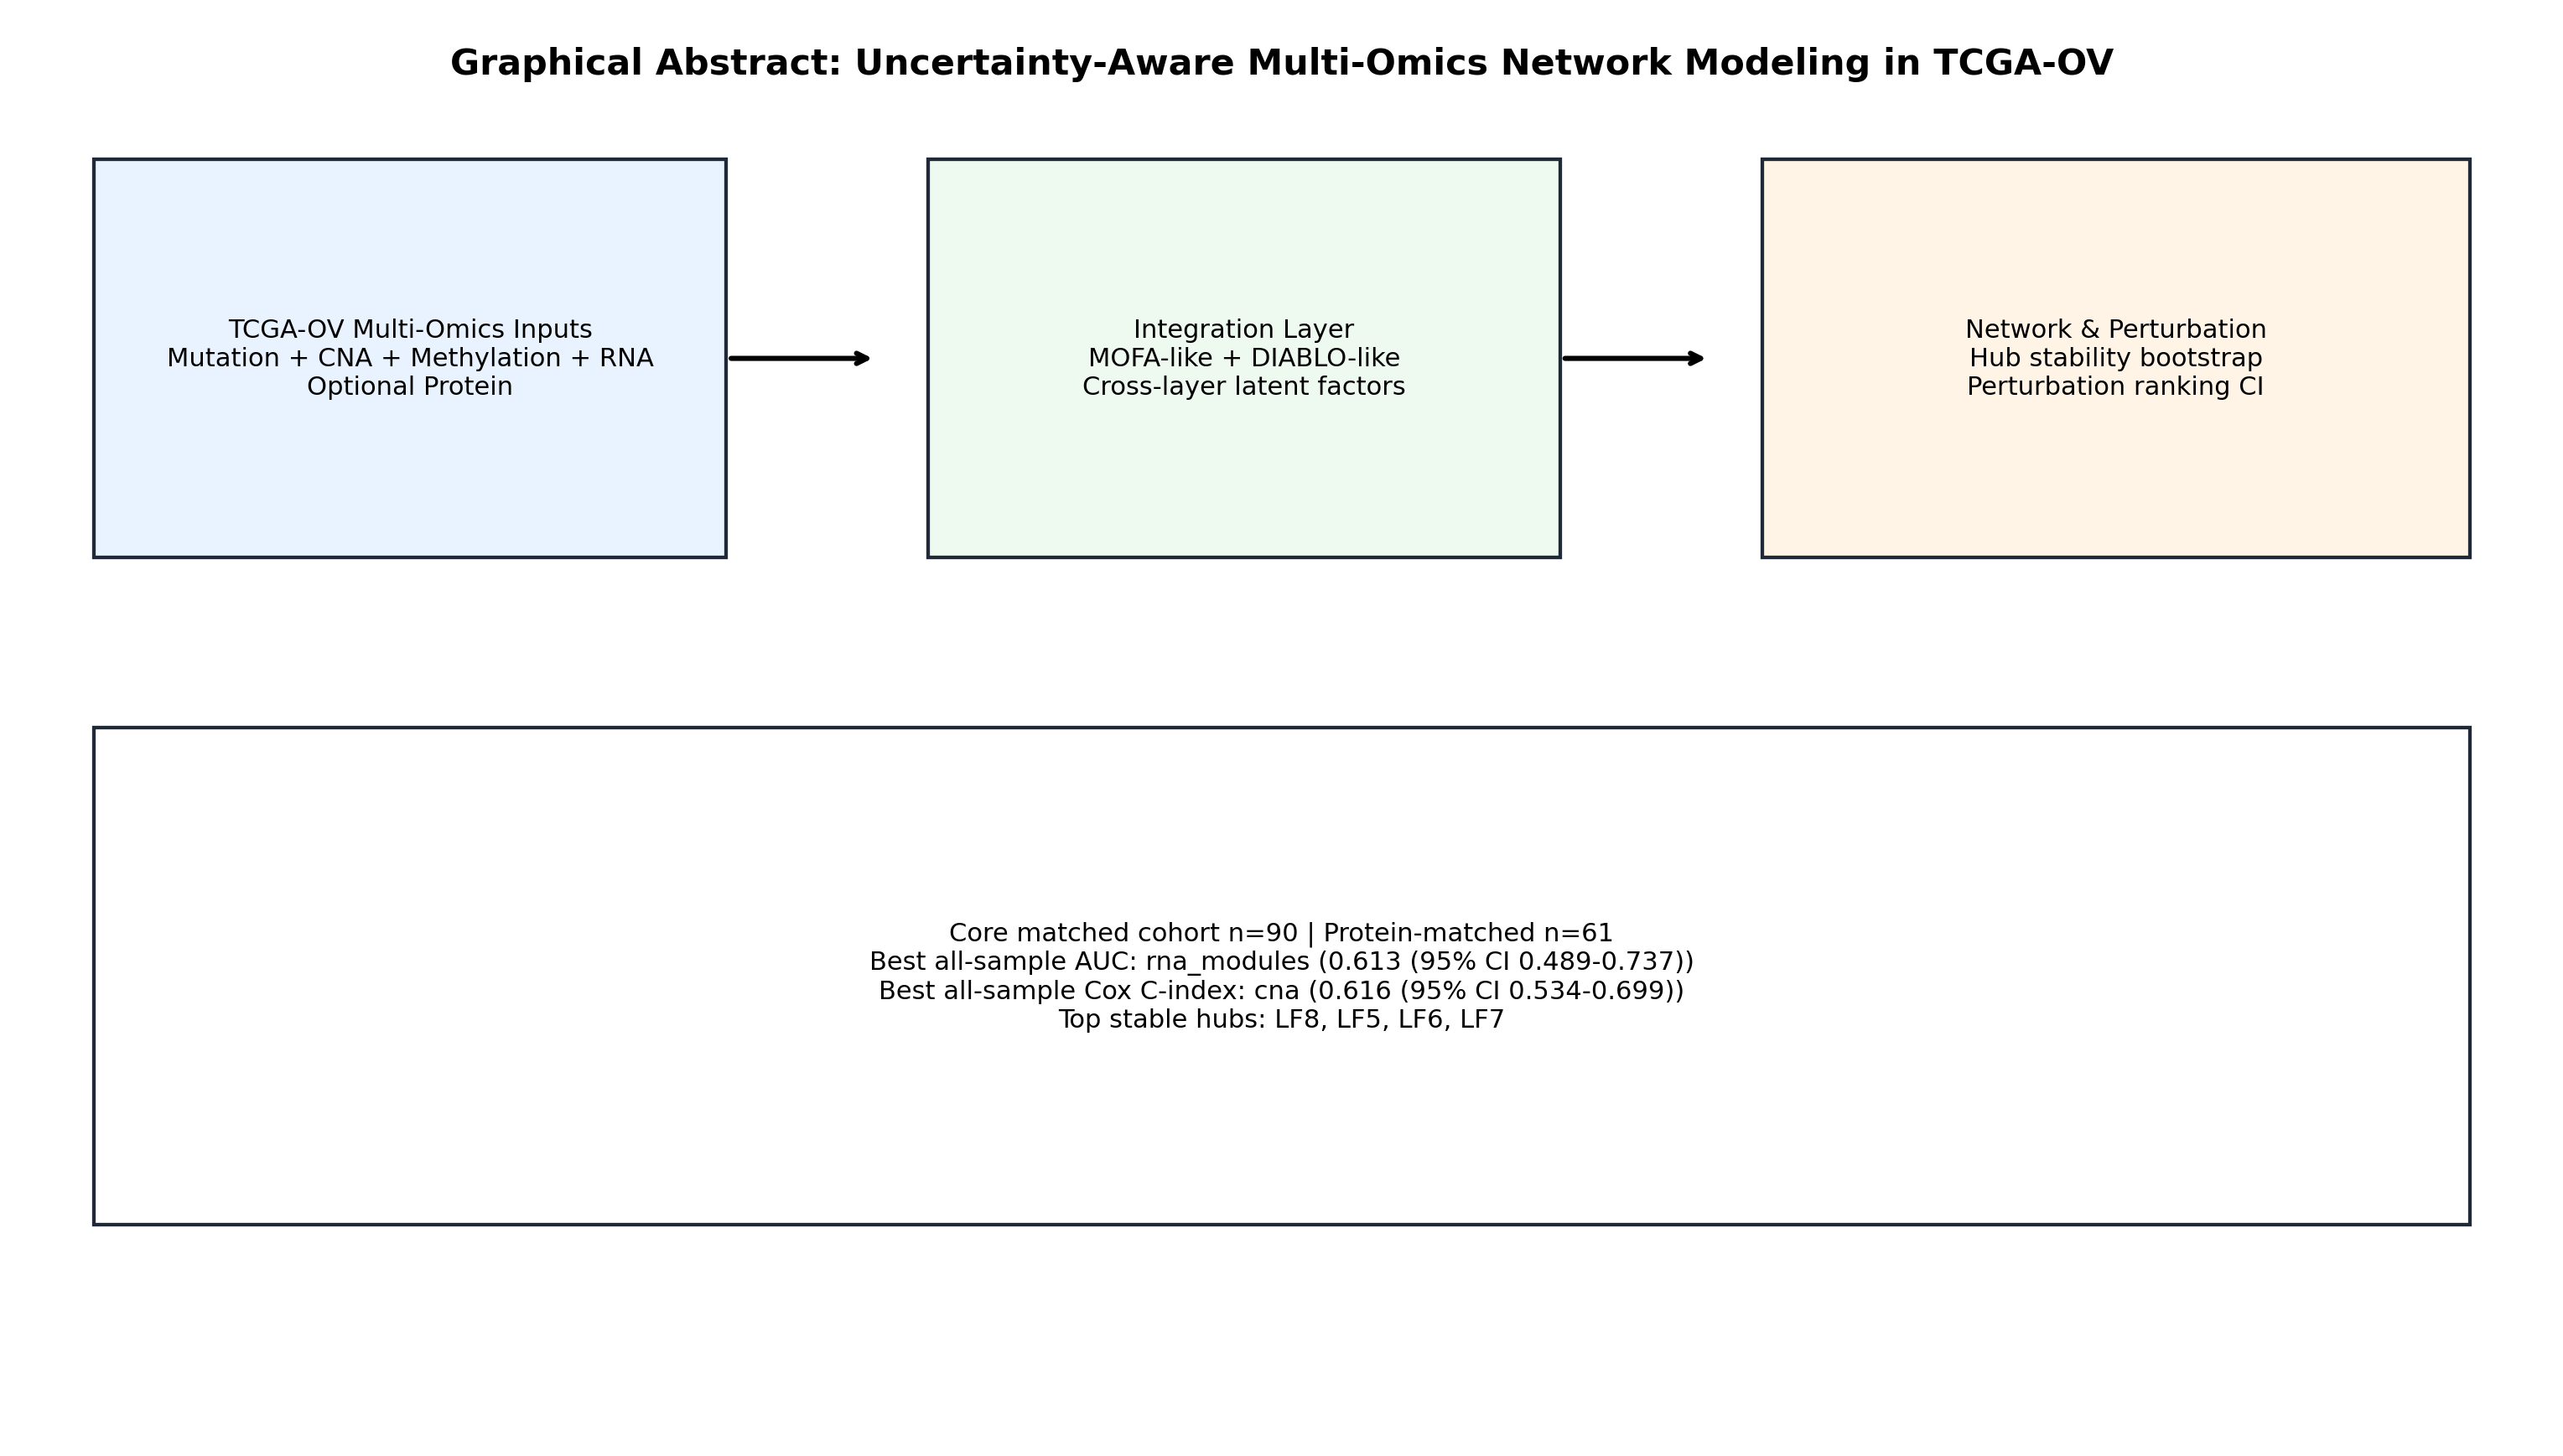 Graphical Abstract: Uncertainty-Aware Multi-Omics Network Modeling in TCGA-OV
TCGA-OV Multi-Omics Inputs
Mutation + CNA + Methylation + RNA
Optional Protein
Integration Layer
MOFA-like + DIABLO-like
Cross-layer latent factors
Network & Perturbation
Hub stability bootstrap
Perturbation ranking CI
Core matched cohort n=90 | Protein-matched n=61
Best all-sample AUC: rna_modules (0.613 (95% CI 0.489-0.737))
Best all-sample Cox C-index: cna (0.616 (95% CI 0.534-0.699))
Top stable hubs: LF8, LF5, LF6, LF7